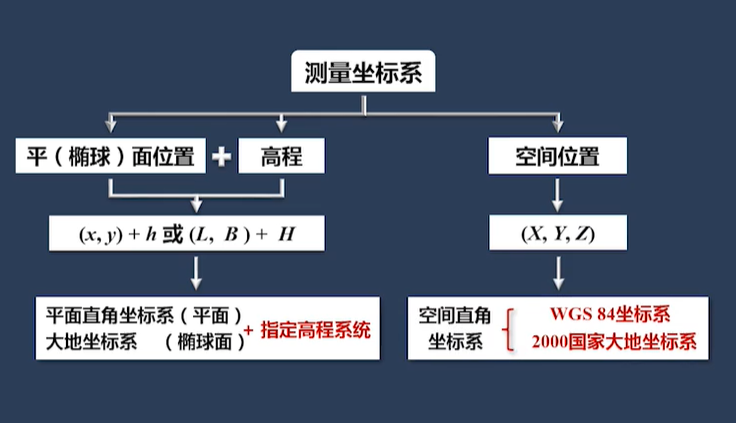 测量坐标系
平（椭球）面位置
+
高程
空间位置
(x, y) + h 或 (L, B) + H
(X, Y, Z)
平面直角坐标系（平面）
大地坐标系 （椭球面）
+ 指定高程系统
空间直角
坐标系
WGS 84坐标系
2000国家大地坐标系